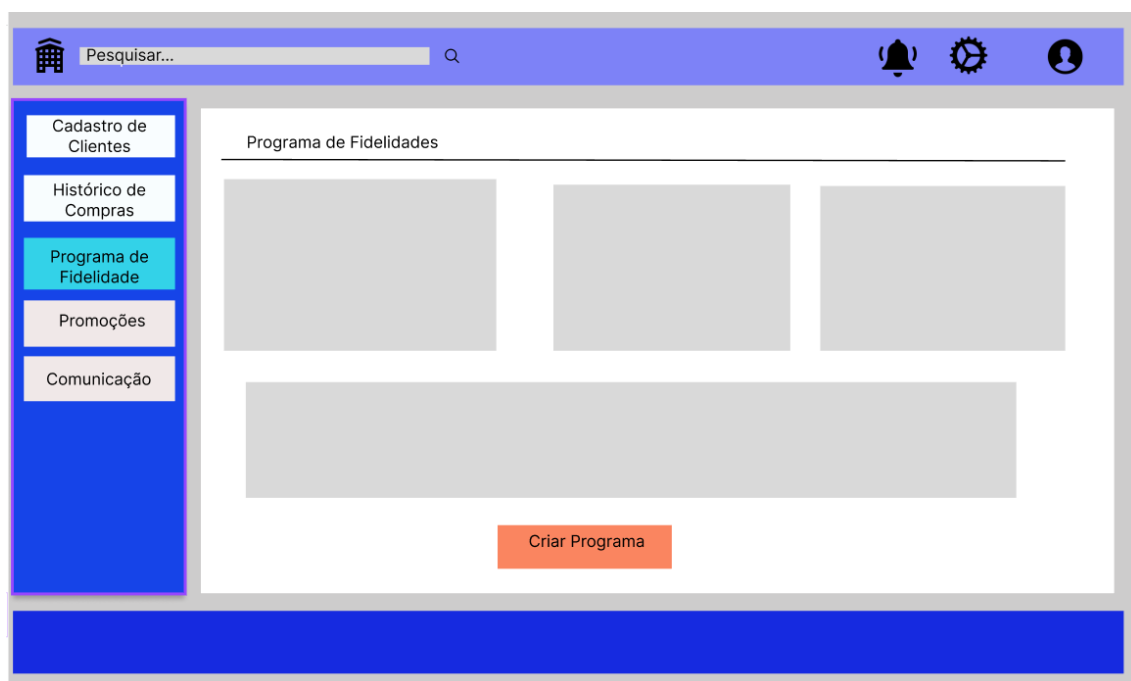 Pesquisar...
Cadastro de
Clientes
Histórico de
Compras
Programa de
Fidelidade
Promoções
Comunicação
Programa de Fidelidades
Criar Programa